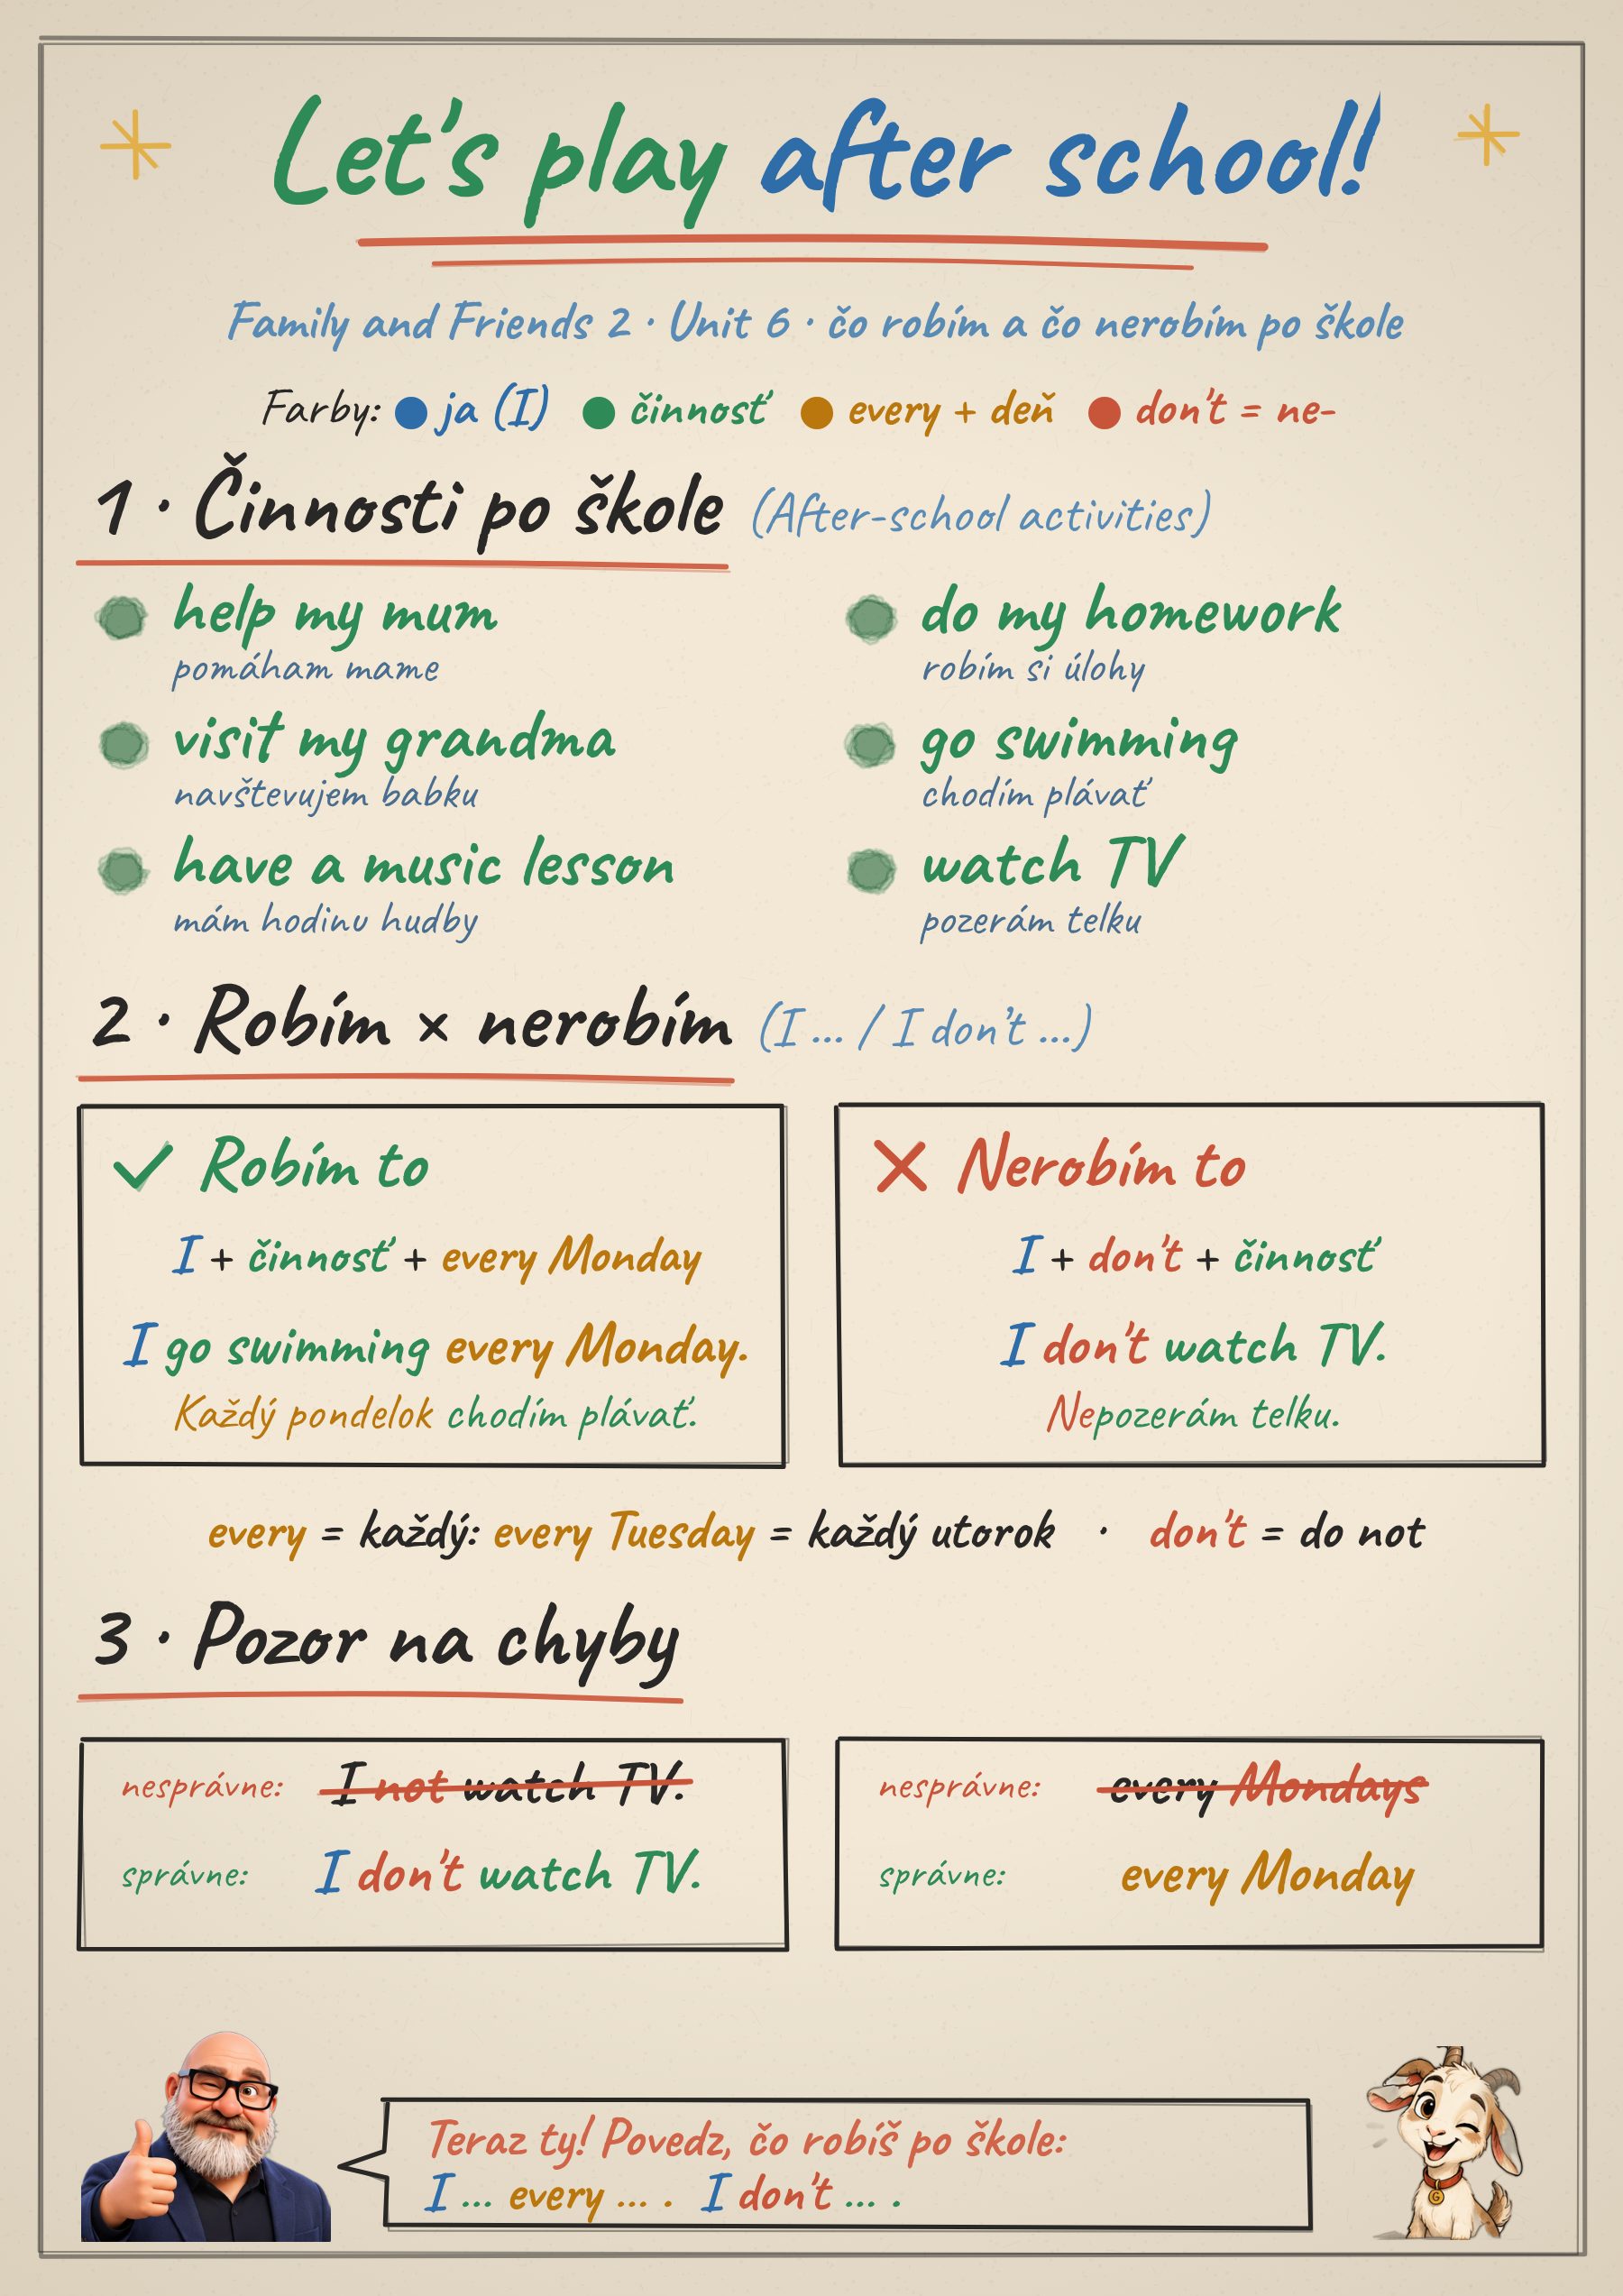 Let's play after school!
Family and Friends 2 · Unit 6 · čo robím a čo nerobím po škole
Farby: ja (I) činnosť every + deň don't = ne-
1 · Činnosti po škole (After-school activities)
help my mum
pomáham mame
do my homework
robím si úlohy
visit my grandma
navštevujem babku
go swimming
chodím plávať
have a music lesson
mám hodinu hudby
watch TV
pozerám telku
2 · Robím × nerobím (I ... / I don't ...)
Robím to
I + činnosť + every Monday
I go swimming every Monday.
Každý pondelok chodím plávať.
Nerobím to
I + don't + činnosť
I don't watch TV.
Nepozerám telku.
every = každý: every Tuesday = každý utorok · don't = do not
3 · Pozor na chyby
nesprávne: I not watch TV.
správne: I don't watch TV.
nesprávne: every Mondays
správne: every Monday
Teraz ty! Povedz, čo robíš po škole:
I ... every ... . I don't ... .
G